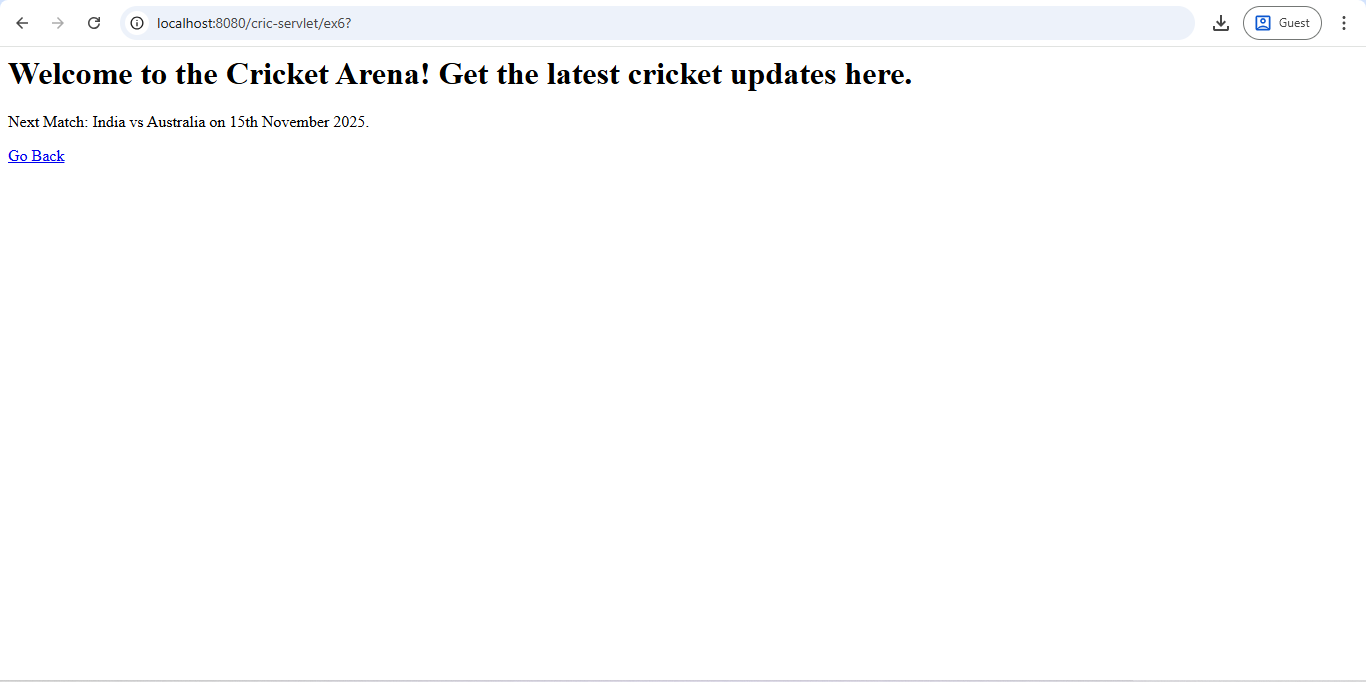 localhost:8080/cric-servlet/ex6?
Guest
Welcome to the Cricket Arena! Get the latest cricket updates here.
Next Match: India vs Australia on 15th November 2025.
Go Back